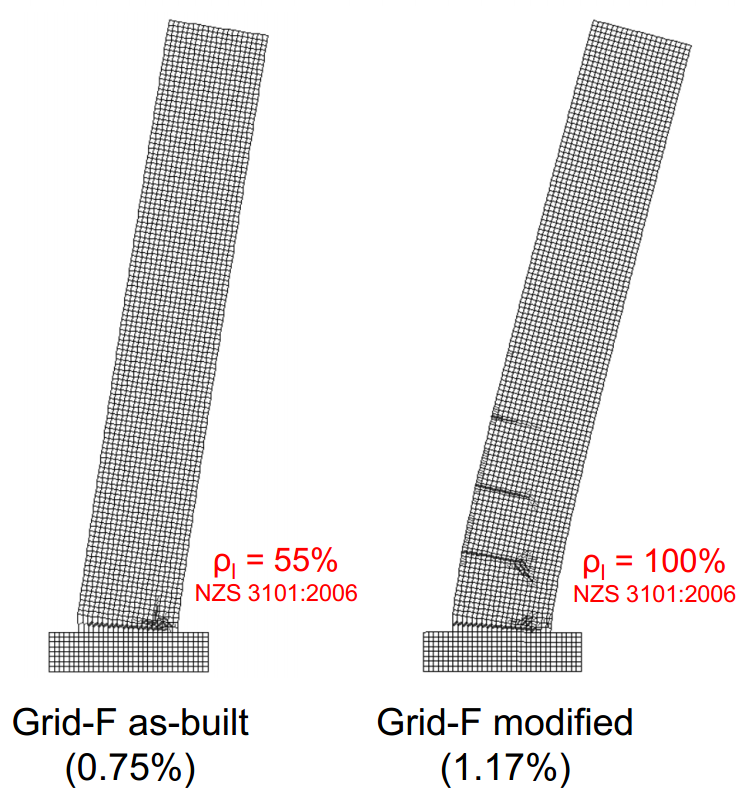 ρl = 55%
NZS 3101:2006
ρl = 100%
NZS 3101:2006
Grid-F as-built
(0.75%)
Grid-F modified
(1.17%)